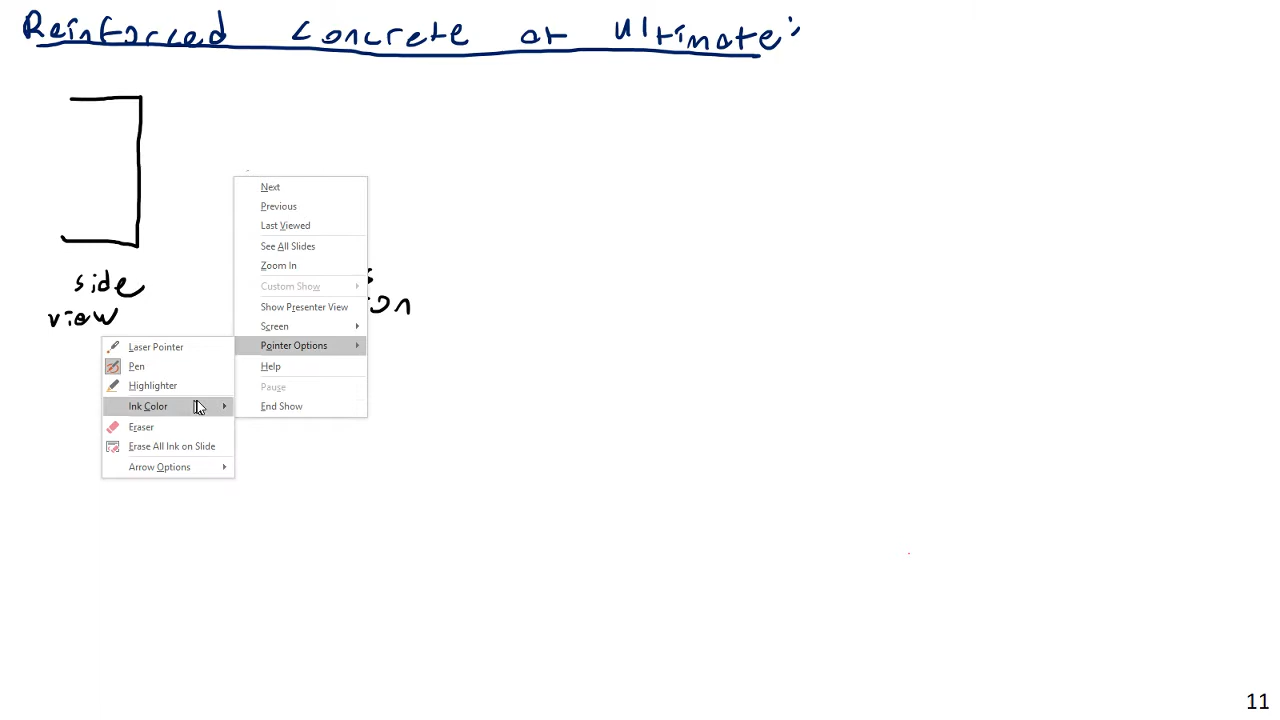 Reinforced concrete at ultimate:
side
view
Next
Previous
Last Viewed
See All Slides
Zoom In
Custom Show
Show Presenter View
Screen
Pointer Options
Help
Pause
End Show
Laser Pointer
Pen
Highlighter
Ink Color
Eraser
Erase All Ink on Slide
Arrow Options
11